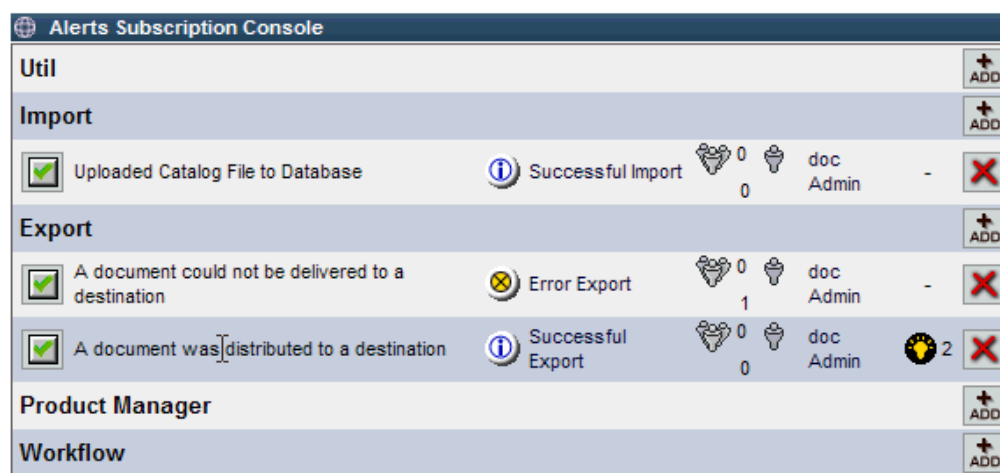 Alerts Subscription Console
Util ADD
Import ADD
Uploaded Catalog File to Database Successful Import 0 0 doc Admin -
Export ADD
A document could not be delivered to a destination Error Export 0 1 doc Admin -
A document was distributed to a destination Successful Export 0 0 doc Admin 2
Product Manager ADD
Workflow ADD